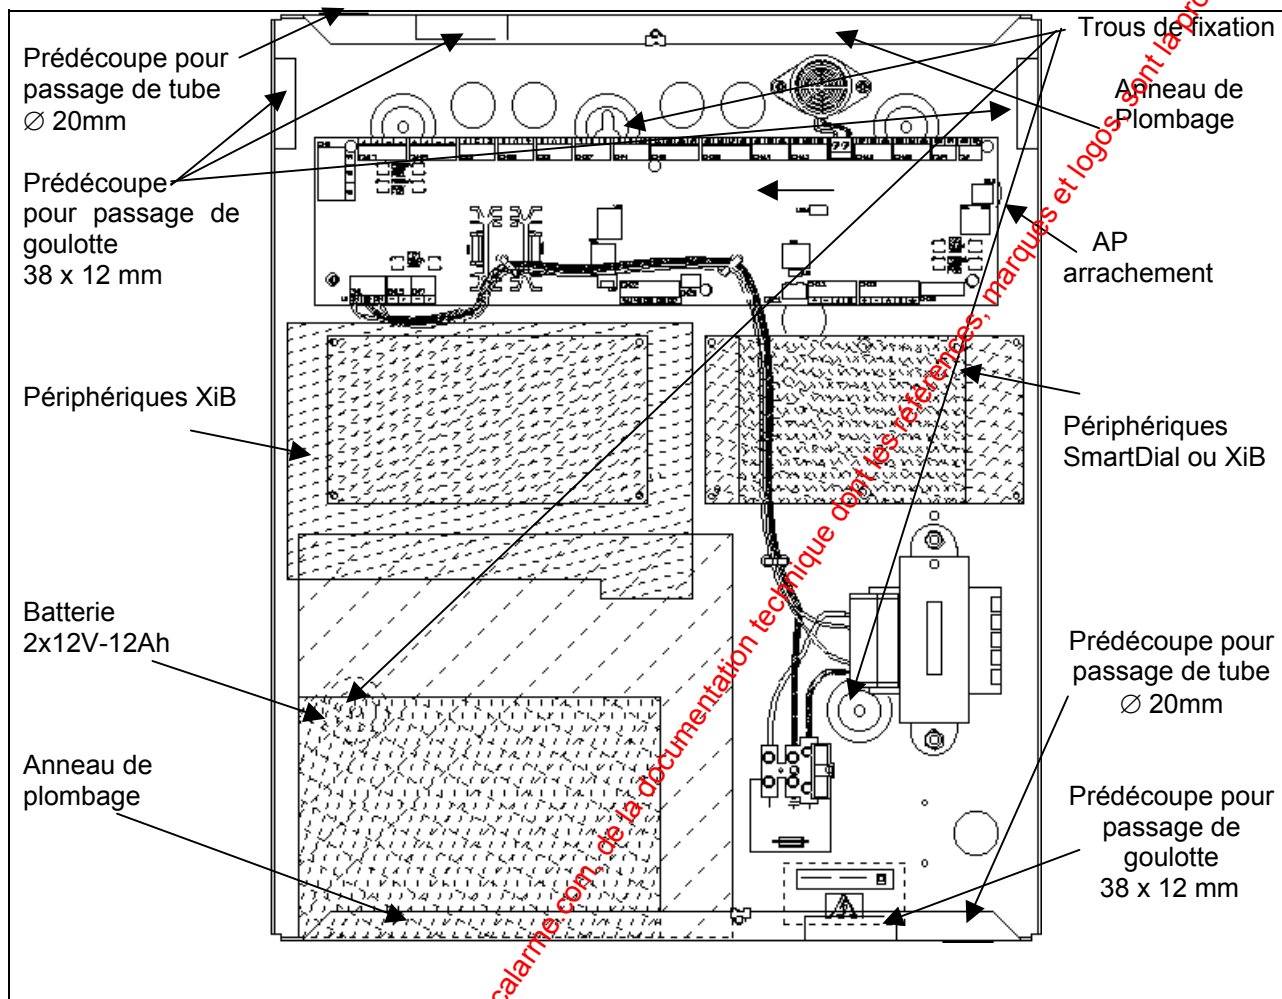 Prédécoupe pour
passage de tube
∅ 20mm
Prédécoupe
pour passage de
goulotte
38 x 12 mm
Périphériques XiB
Batterie
2x12V-12Ah
Anneau de
plombage
Trous de fixation
Anneau de
Plombage
AP
arrachement
Périphériques
SmartDial ou XiB
Prédécoupe pour
passage de tube
∅ 20mm
Prédécoupe pour
passage de
goulotte
38 x 12 mm
calarme.com, de la documentation technique dont les références, marques et logos, sont la pro